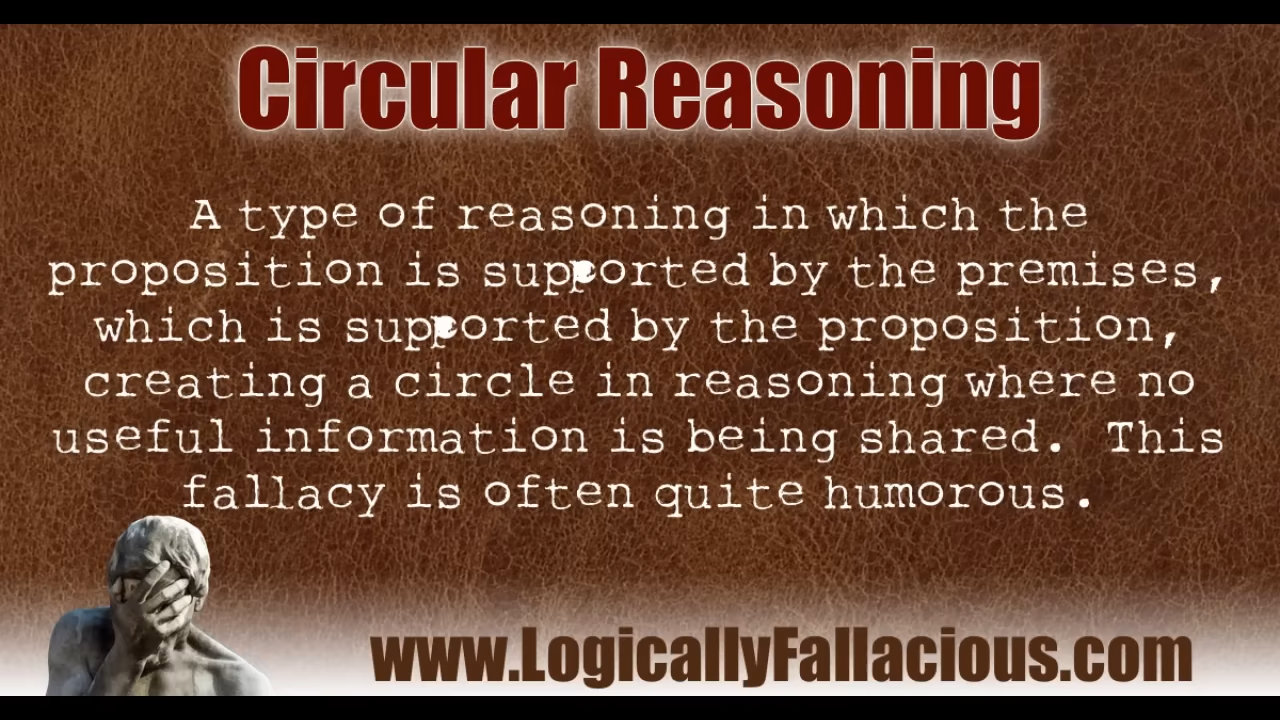 Circular Reasoning
A type of reasoning in which the
proposition is supported by the premises,
which is supported by the proposition,
creating a circle in reasoning where no
useful information is being shared.  This
fallacy is often quite humorous.
www.LogicallyFallacious.com